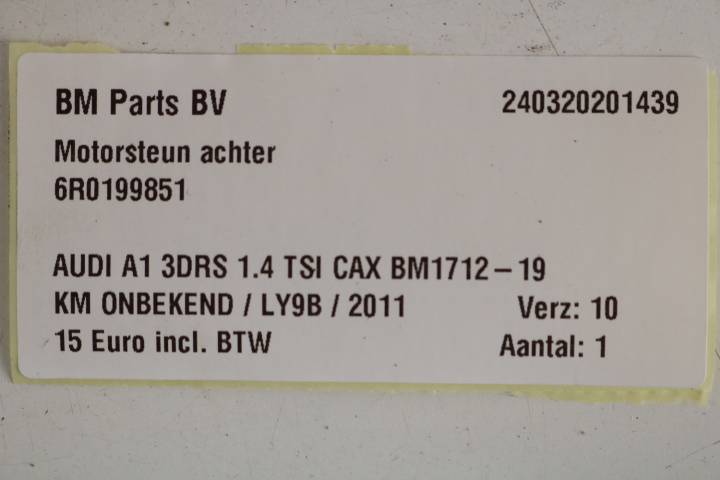 BM Parts BV 240320201439
Motorsteun achter
6R0199851
AUDI A1 3DRS 1.4 TSI CAX BM1712-19
KM ONBEKEND / LY9B / 2011 Verz: 10
15 Euro incl. BTW Aantal: 1